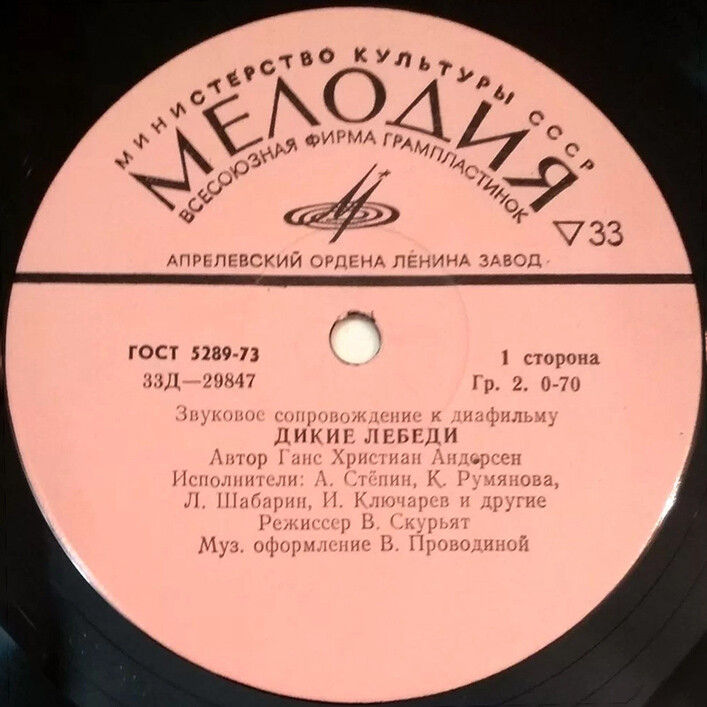 МИНИСТЕРСТВО КУЛЬТУРЫ СССР
МЕЛОДИЯ
ВСЕСОЮЗНАЯ ФИРМА ГРАМПЛАСТИНОК
▽33
АПРЕЛЕВСКИЙ ОРДЕНА ЛЕНИНА ЗАВОД
ГОСТ 5289-73
1 сторона
33Д—29847
Гр. 2. 0-70
Звуковое сопровождение к диафильму
ДИКИЕ ЛЕБЕДИ
Автор Ганс Христиан Андерсен
Исполнители: А. Стёпин, К. Румянова,
Л. Шабарин, И. Ключарев и другие
Режиссер В. Скурьят
Муз. оформление В. Проводиной